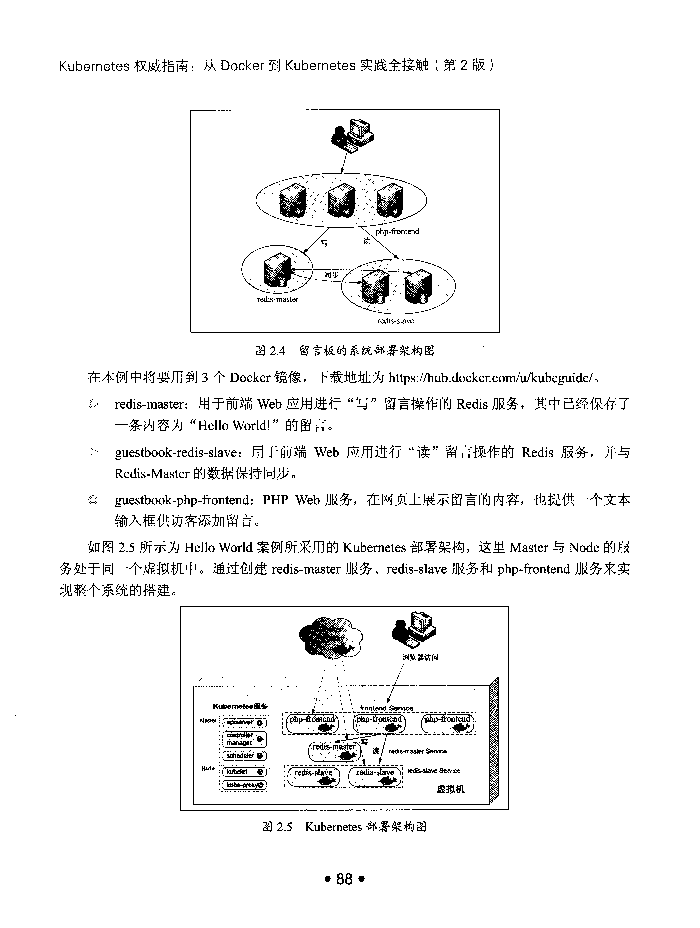 Kubernetes 权威指南：从 Docker 到 Kubernetes 实践全接触（第 2 版）
php-frontend
写
读
同步
redis-master
redis-slave
图 2.4 留言板的系统部署架构图
在本例中将要用到 3 个 Docker 镜像，下载地址为 https://hub.docker.com/u/kubeguide/。
redis-master：用于前端 Web 应用进行“写”留言操作的 Redis 服务，其中已经保存了
一条内容为“Hello World!”的留言。
guestbook-redis-slave：用于前端 Web 应用进行“读”留言操作的 Redis 服务，并与
Redis-Master 的数据保持同步。
guestbook-php-frontend：PHP Web 服务，在网页上展示留言的内容，也提供一个文本
输入框供访客添加留言。
如图 2.5 所示为 Hello World 案例所采用的 Kubernetes 部署架构，这里 Master 与 Node 的服
务处于同一个虚拟机中。通过创建 redis-master 服务、redis-slave 服务和 php-frontend 服务来实
现整个系统的搭建。
浏览器访问
Kubernetes服务
frontend Service
Master
apiserver
php-frontend
php-frontend
php-frontend
controller
manager
写
redis-master
读
redis-master Service
scheduler
Node
kubelet
redis-slave
redis-slave
redis-slave Service
kube-proxy
虚拟机
图 2.5 Kubernetes 部署架构图
• 88 •